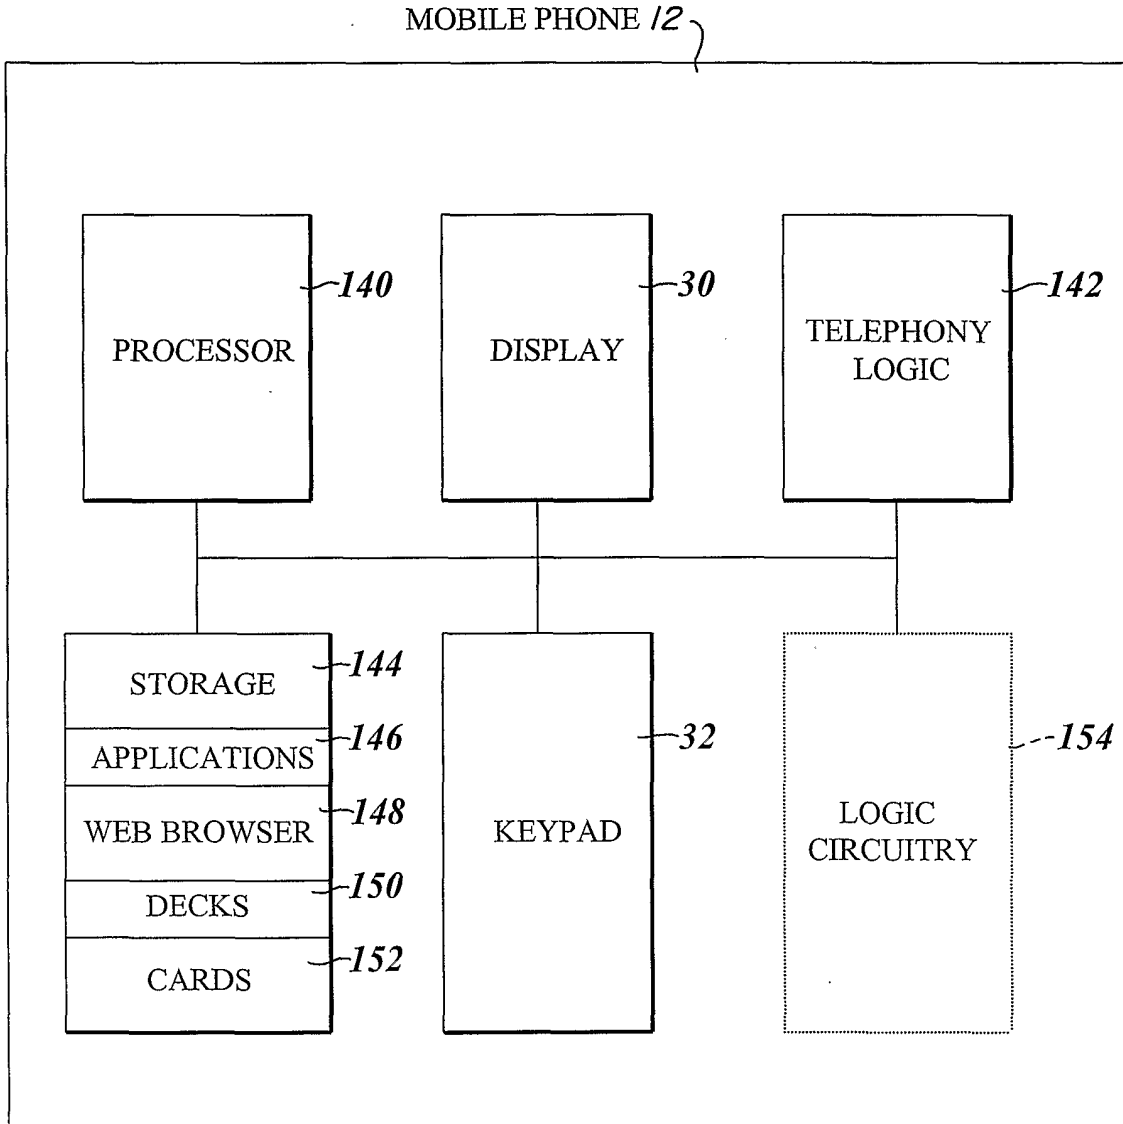 MOBILE PHONE 12
140
PROCESSOR
30
DISPLAY
142
TELEPHONY
LOGIC
144
STORAGE
146
APPLICATIONS
148
WEB BROWSER
150
DECKS
152
CARDS
32
KEYPAD
154
LOGIC
CIRCUITRY